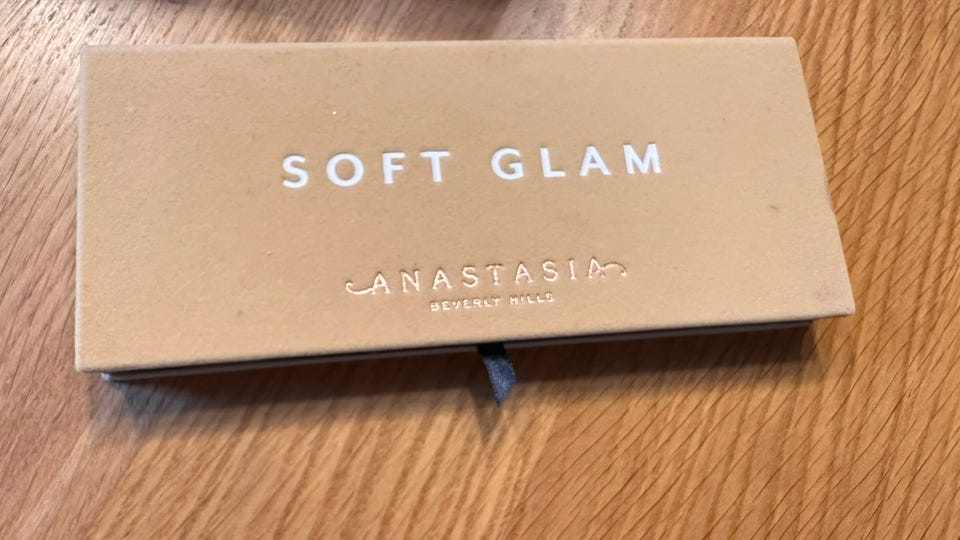 SOFT GLAM
ANASTASIA
BEVERLY HILLS